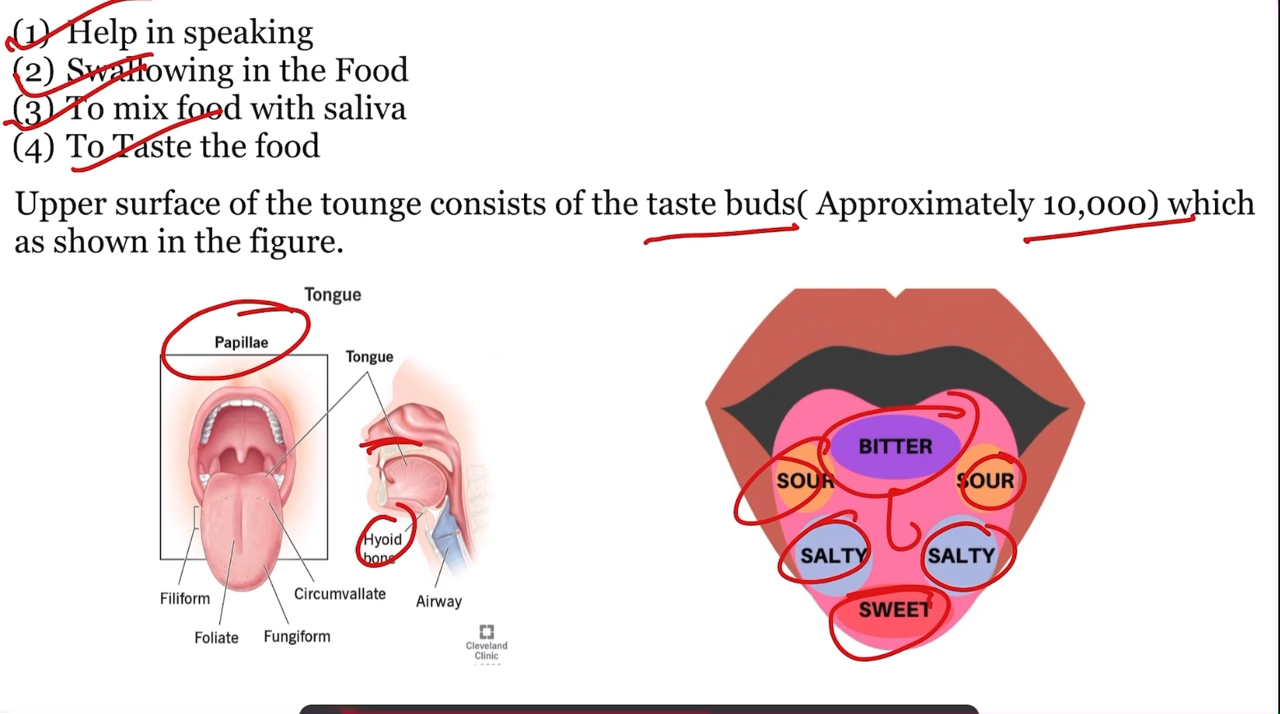 (1) Help in speaking
(2) Swallowing in the Food
(3) To mix food with saliva
(4) To Taste the food
Upper surface of the tounge consists of the taste buds( Approximately 10,000) which
as shown in the figure.
Tongue
Papillae
Tongue
Hyoid
bone
Filiform
Circumvallate
Airway
Foliate
Fungiform
Cleveland
Clinic
BITTER
SOUR
SOUR
SALTY
SALTY
SWEET